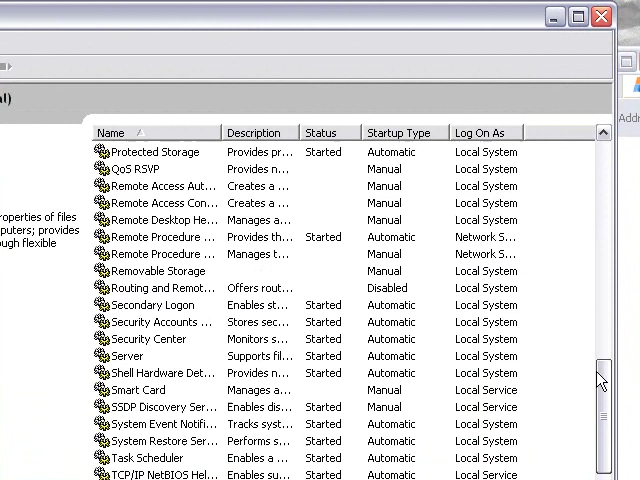 al)
Addr
Name Description Status Startup Type Log On As
Protected Storage Provides pr... Started Automatic Local System
QoS RSVP Provides n... Manual Local System
Remote Access Aut... Creates a ... Manual Local System
Remote Access Con... Creates a ... Manual Local System
roperties of files
Remote Desktop He... Manages a... Manual Local System
puters; provides
Remote Procedure ... Provides th... Started Automatic Network S...
ough flexible
Remote Procedure ... Manages t... Manual Network S...
Removable Storage Manual Local System
Routing and Remot... Offers rout... Disabled Local System
Secondary Logon Enables st... Started Automatic Local System
Security Accounts ... Stores sec... Started Automatic Local System
Security Center Monitors s... Started Automatic Local System
Server Supports fil... Started Automatic Local System
Shell Hardware Det... Provides n... Started Automatic Local System
Smart Card Manages a... Manual Local Service
SSDP Discovery Ser... Enables dis... Started Manual Local Service
System Event Notifi... Tracks syst... Started Automatic Local System
System Restore Ser... Performs s... Started Automatic Local System
Task Scheduler Enables a ... Started Automatic Local System
TCP/IP NetBIOS Hel... Enables su... Started Automatic Local Service